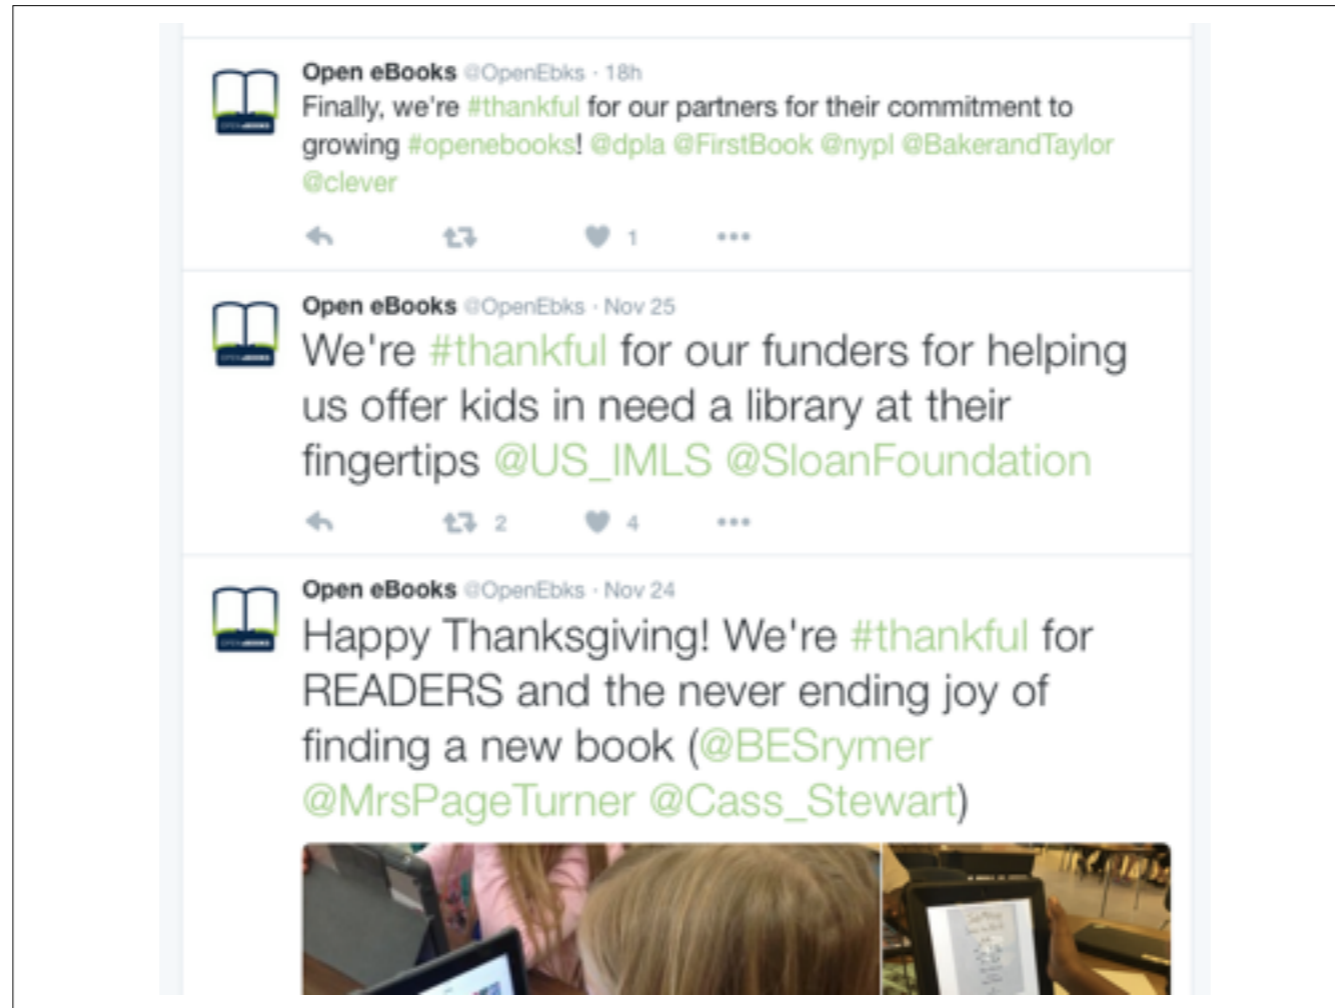 Open eBooks @OpenEbks · 18h
Finally, we're #thankful for our partners for their commitment to
growing #openebooks! @dpla @FirstBook @nypl @BakerandTaylor
@clever
1
Open eBooks @OpenEbks · Nov 25
We're #thankful for our funders for helping
us offer kids in need a library at their
fingertips @US_IMLS @SloanFoundation
2 4
Open eBooks @OpenEbks · Nov 24
Happy Thanksgiving! We're #thankful for
READERS and the never ending joy of
finding a new book (@BESrymer
@MrsPageTurner @Cass_Stewart)